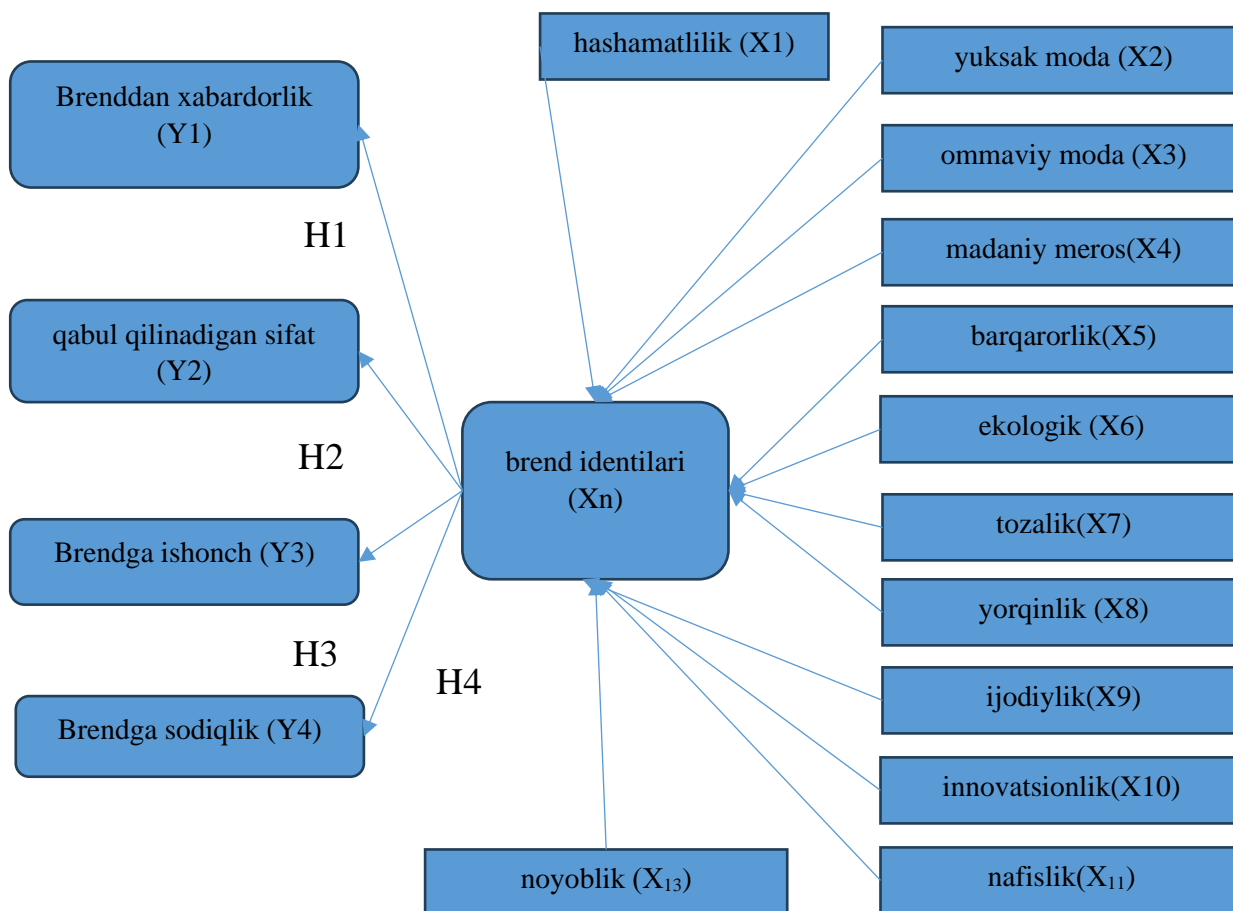 hashamatlilik (X1)
yuksak moda (X2)
Brenddan xabardorlik
(Y1)
ommaviy moda (X3)
H1
madaniy meros(X4)
qabul qilinadigan sifat
(Y2)
barqarorlik(X5)
ekologik (X6)
H2
brend identilari
(Xn)
tozalik(X7)
Brendga ishonch (Y3)
yorqinlik (X8)
H3
H4
ijodiylik(X9)
Brendga sodiqlik (Y4)
innovatsionlik(X10)
noyoblik (X₁₃)
nafislik(X₁₁)